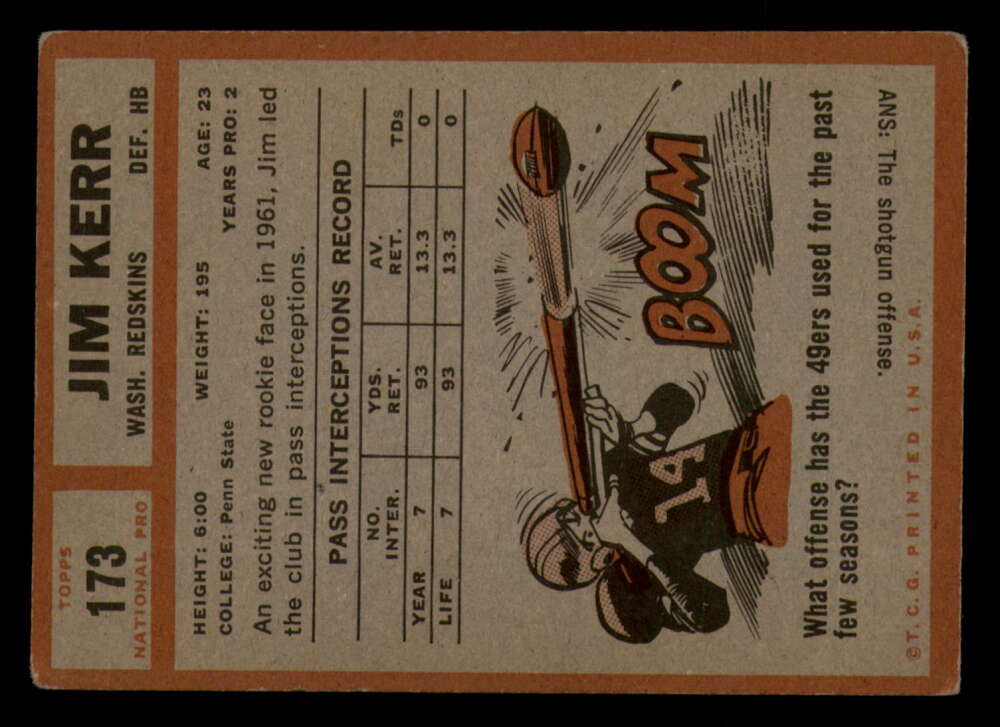 TOPPS
173
NATIONAL PRO
JIM KERR
WASH. REDSKINS DEF. HB
HEIGHT: 6:00 WEIGHT: 195 AGE: 23
COLLEGE: Penn State YEARS PRO: 2
An exciting new rookie face in 1961, Jim led
the club in pass interceptions.
PASS INTERCEPTIONS RECORD
NO. INTER. YDS. RET. AV. RET. TDs
YEAR 7 93 13.3 0
LIFE 7 93 13.3 0
BOOM
14
What offense has the 49ers used for the past
few seasons?
ANS: The shotgun offense.
©T.C.G. PRINTED IN U.S.A.